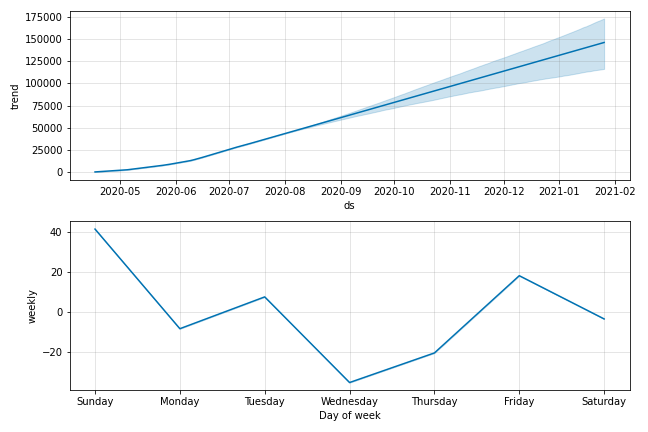 175000
150000
125000
100000
75000
50000
25000
0
trend
2020-05 2020-06 2020-07 2020-08 2020-09 2020-10 2020-11 2020-12 2021-01 2021-02
ds
40
20
0
−20
weekly
Sunday Monday Tuesday Wednesday Thursday Friday Saturday
Day of week